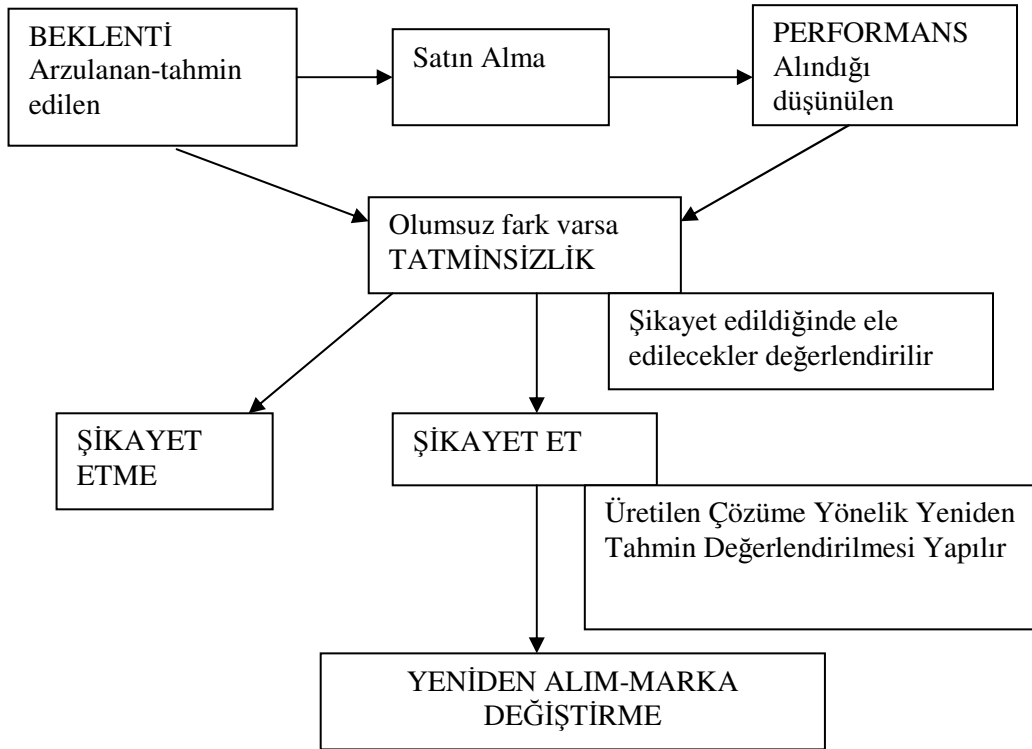 BEKLENTİ
Arzulanan-tahmin
edilen
Satın Alma
PERFORMANS
Alındığı
düşünülen
Olumsuz fark varsa
TATMİNSİZLİK
Şikayet edildiğinde ele
edilecekler değerlendirilir
ŞİKAYET
ETME
ŞİKAYET ET
Üretilen Çözüme Yönelik Yeniden
Tahmin Değerlendirilmesi Yapılır
YENİDEN ALIM-MARKA
DEĞİŞTİRME